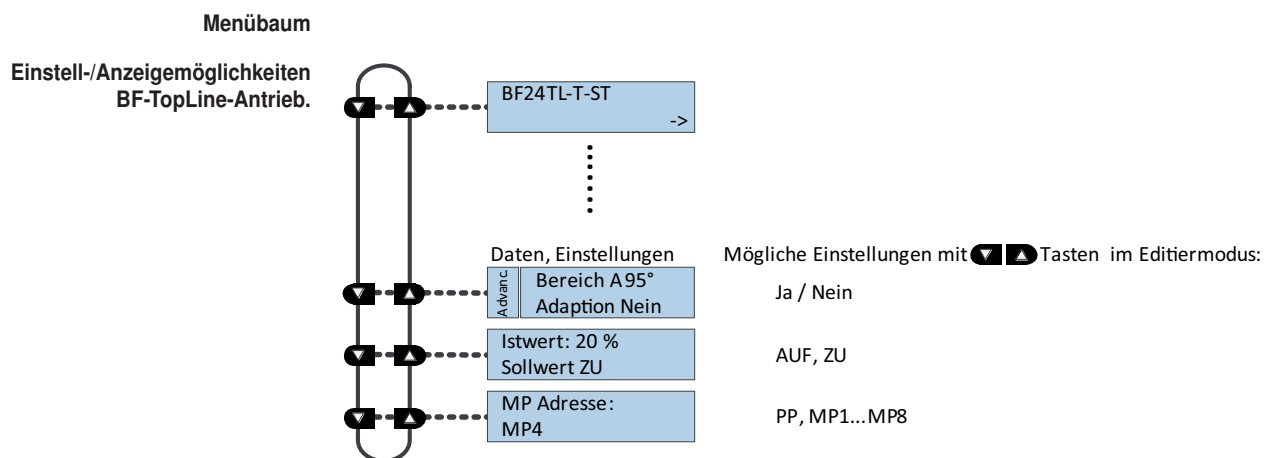 Menübaum
Einstell-/Anzeigemöglichkeiten
BF-TopLine-Antrieb.
BF24TL-T-ST
->
Daten, Einstellungen
Mögliche Einstellungen mit Tasten im Editiermodus:
Advanc.
Bereich A 95°
Adaption Nein
Ja / Nein
Istwert: 20 %
Sollwert ZU
AUF, ZU
MP Adresse:
MP4
PP, MP1...MP8